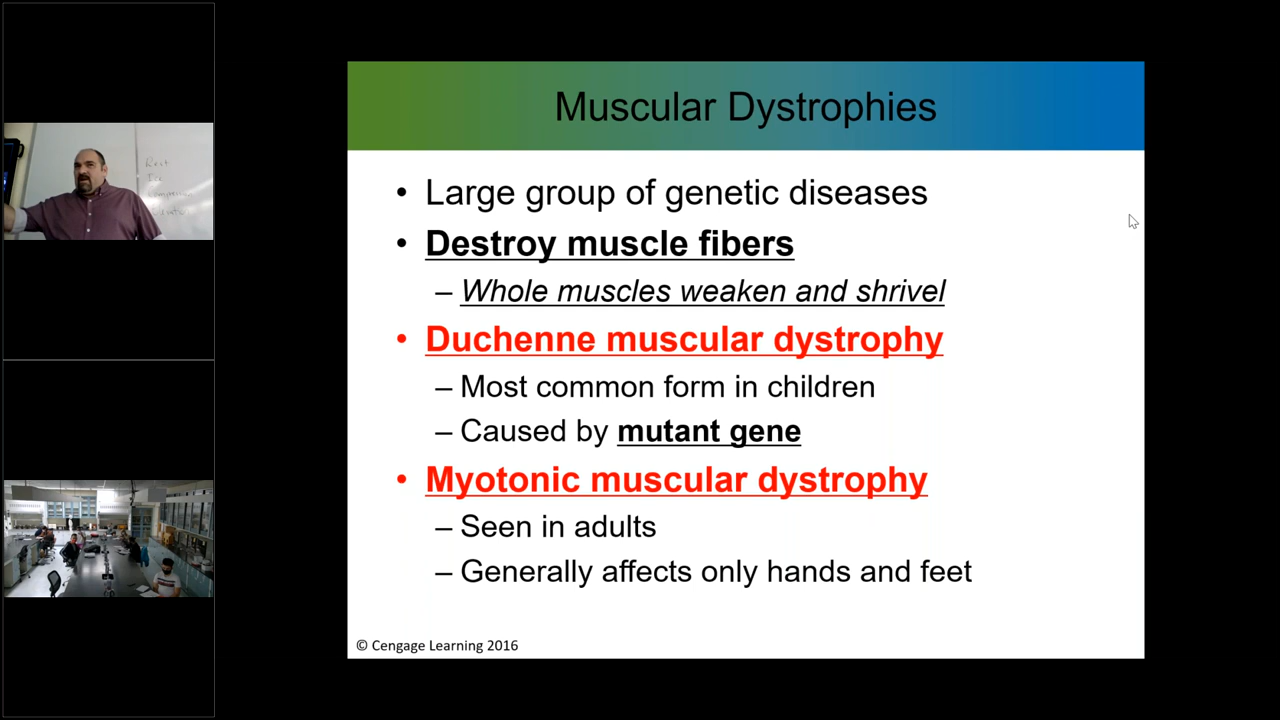 Muscular Dystrophies
• Large group of genetic diseases
• Destroy muscle fibers
– Whole muscles weaken and shrivel
• Duchenne muscular dystrophy
– Most common form in children
– Caused by mutant gene
• Myotonic muscular dystrophy
– Seen in adults
– Generally affects only hands and feet
© Cengage Learning 2016
Rest
Ice